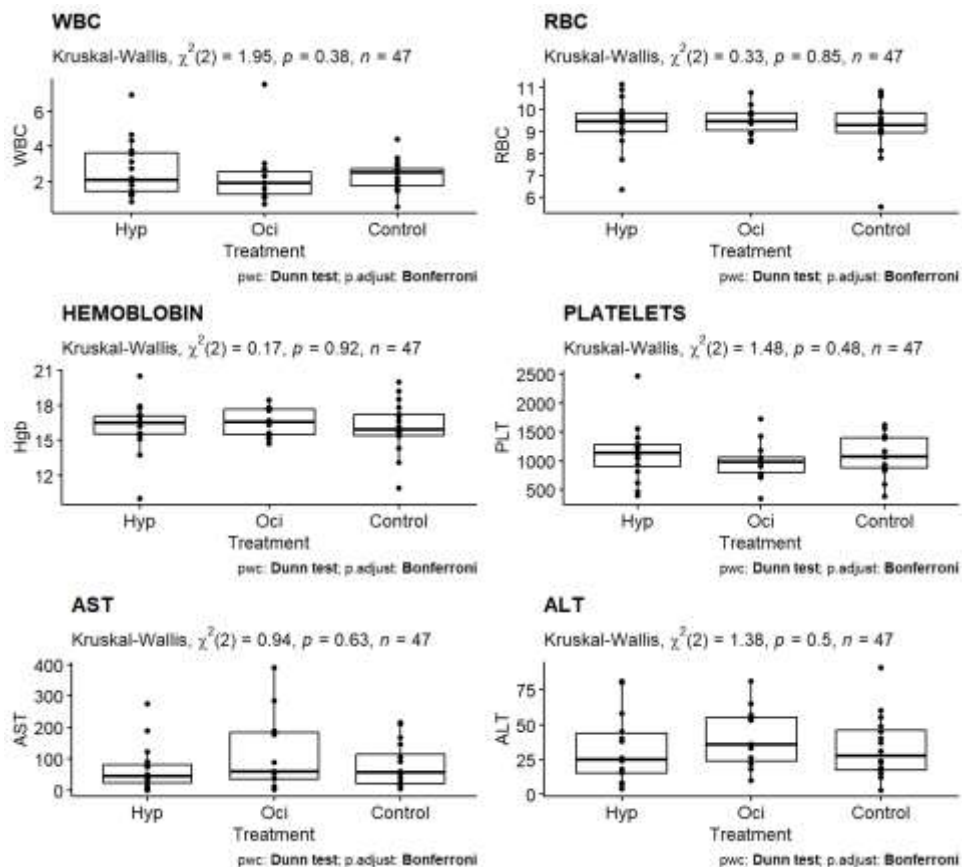 WBC
Kruskal-Wallis, χ²(2) = 1.95, p = 0.38, n = 47
6
4
2
WBC
Hyp Oci Control
Treatment
pwc: Dunn test; p.adjust: Bonferroni
RBC
Kruskal-Wallis, χ²(2) = 0.33, p = 0.85, n = 47
11
10
9
8
7
6
RBC
Hyp Oci Control
Treatment
pwc: Dunn test; p.adjust: Bonferroni
HEMOBLOBIN
Kruskal-Wallis, χ²(2) = 0.17, p = 0.92, n = 47
21
18
15
12
Hgb
Hyp Oci Control
Treatment
pwc: Dunn test; p.adjust: Bonferroni
PLATELETS
Kruskal-Wallis, χ²(2) = 1.48, p = 0.48, n = 47
2500
2000
1500
1000
500
PLT
Hyp Oci Control
Treatment
pwc: Dunn test; p.adjust: Bonferroni
AST
Kruskal-Wallis, χ²(2) = 0.94, p = 0.63, n = 47
400
300
200
100
0
AST
Hyp Oci Control
Treatment
pwc: Dunn test; p.adjust: Bonferroni
ALT
Kruskal-Wallis, χ²(2) = 1.38, p = 0.5, n = 47
75
50
25
0
ALT
Hyp Oci Control
Treatment
pwc: Dunn test; p.adjust: Bonferroni